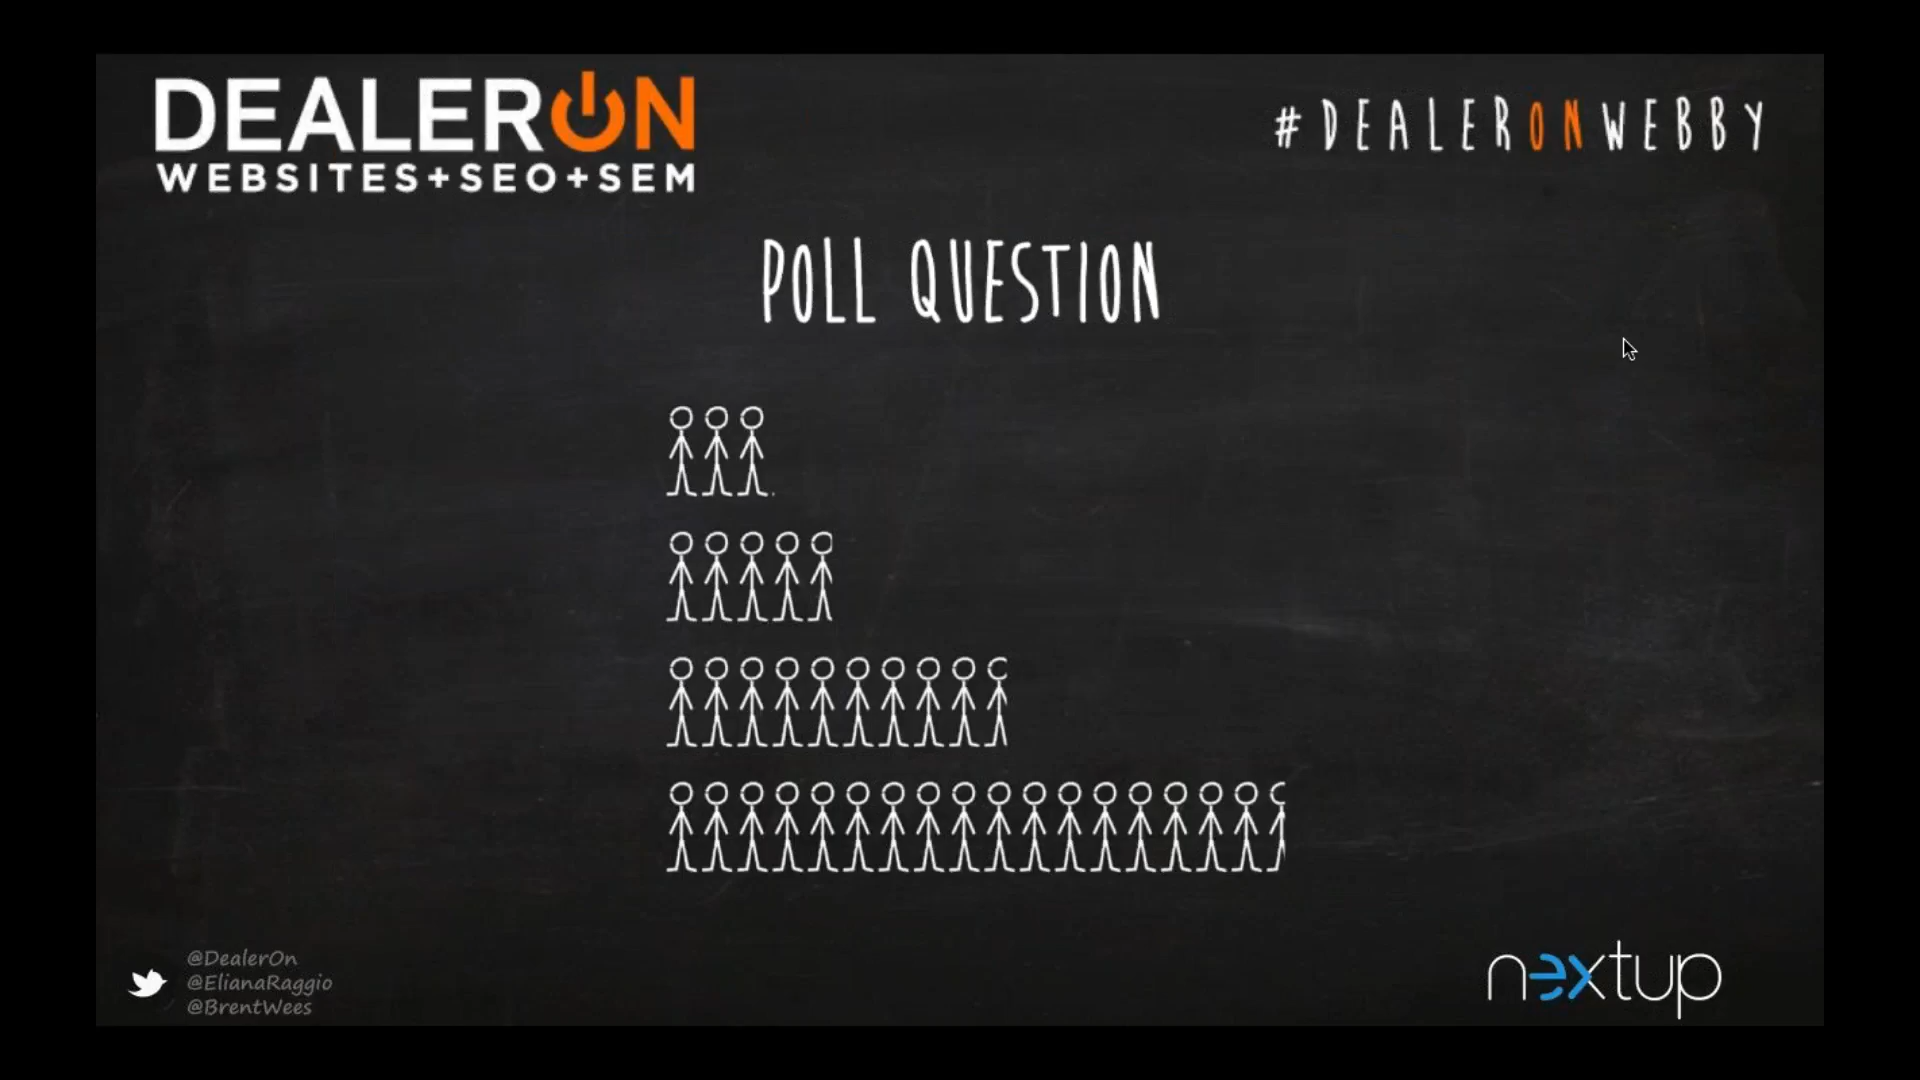 DEALERON
WEBSITES+SEO+SEM
#DEALERONWEBBY
POLL QUESTION
@DealerOn
@ElianaRaggio
@BrentWees
nextup